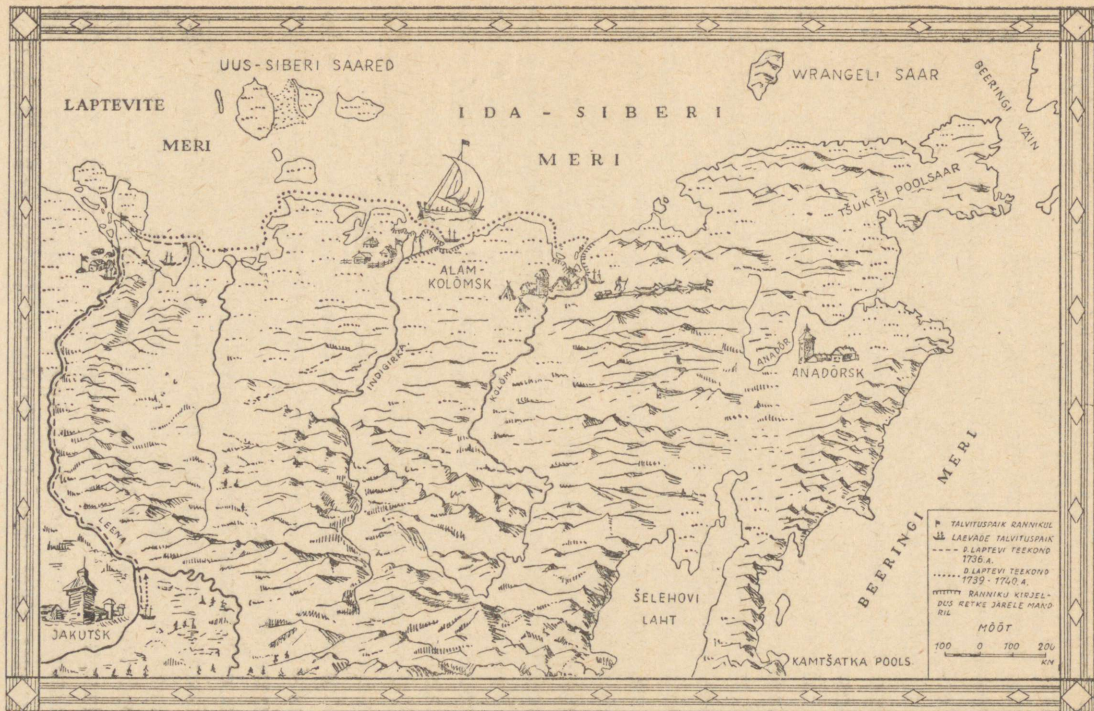 UUS-SIBERI SAARED
LAPTEVITE
MERI
IDA-SIBERI
MERI
WRANGELI SAAR
BEERINGI VÄIN
TŠUKTŠI POOLSAAR
ALAM-
KOLÕMSK
INDIGIRKA
KOLÕMA
ANADÕR
ANADÕRSK
BEERINGI MERI
LEENA
JAKUTSK
ŠELEHOVI
LAHT
KAMTŠATKA POOLS.
TALVITUSPAIK RANNIKUL
LAEVADE TALVITUSPAIK
D. LAPTEVI TEEKOND
1736. A.
D. LAPTEVI TEEKOND
1739 - 1740. A.
RANNIKU KIRJEL-
DUS RETKE JÄRELE MAND
RIL
MÕÕT
100 0 100 200
KM